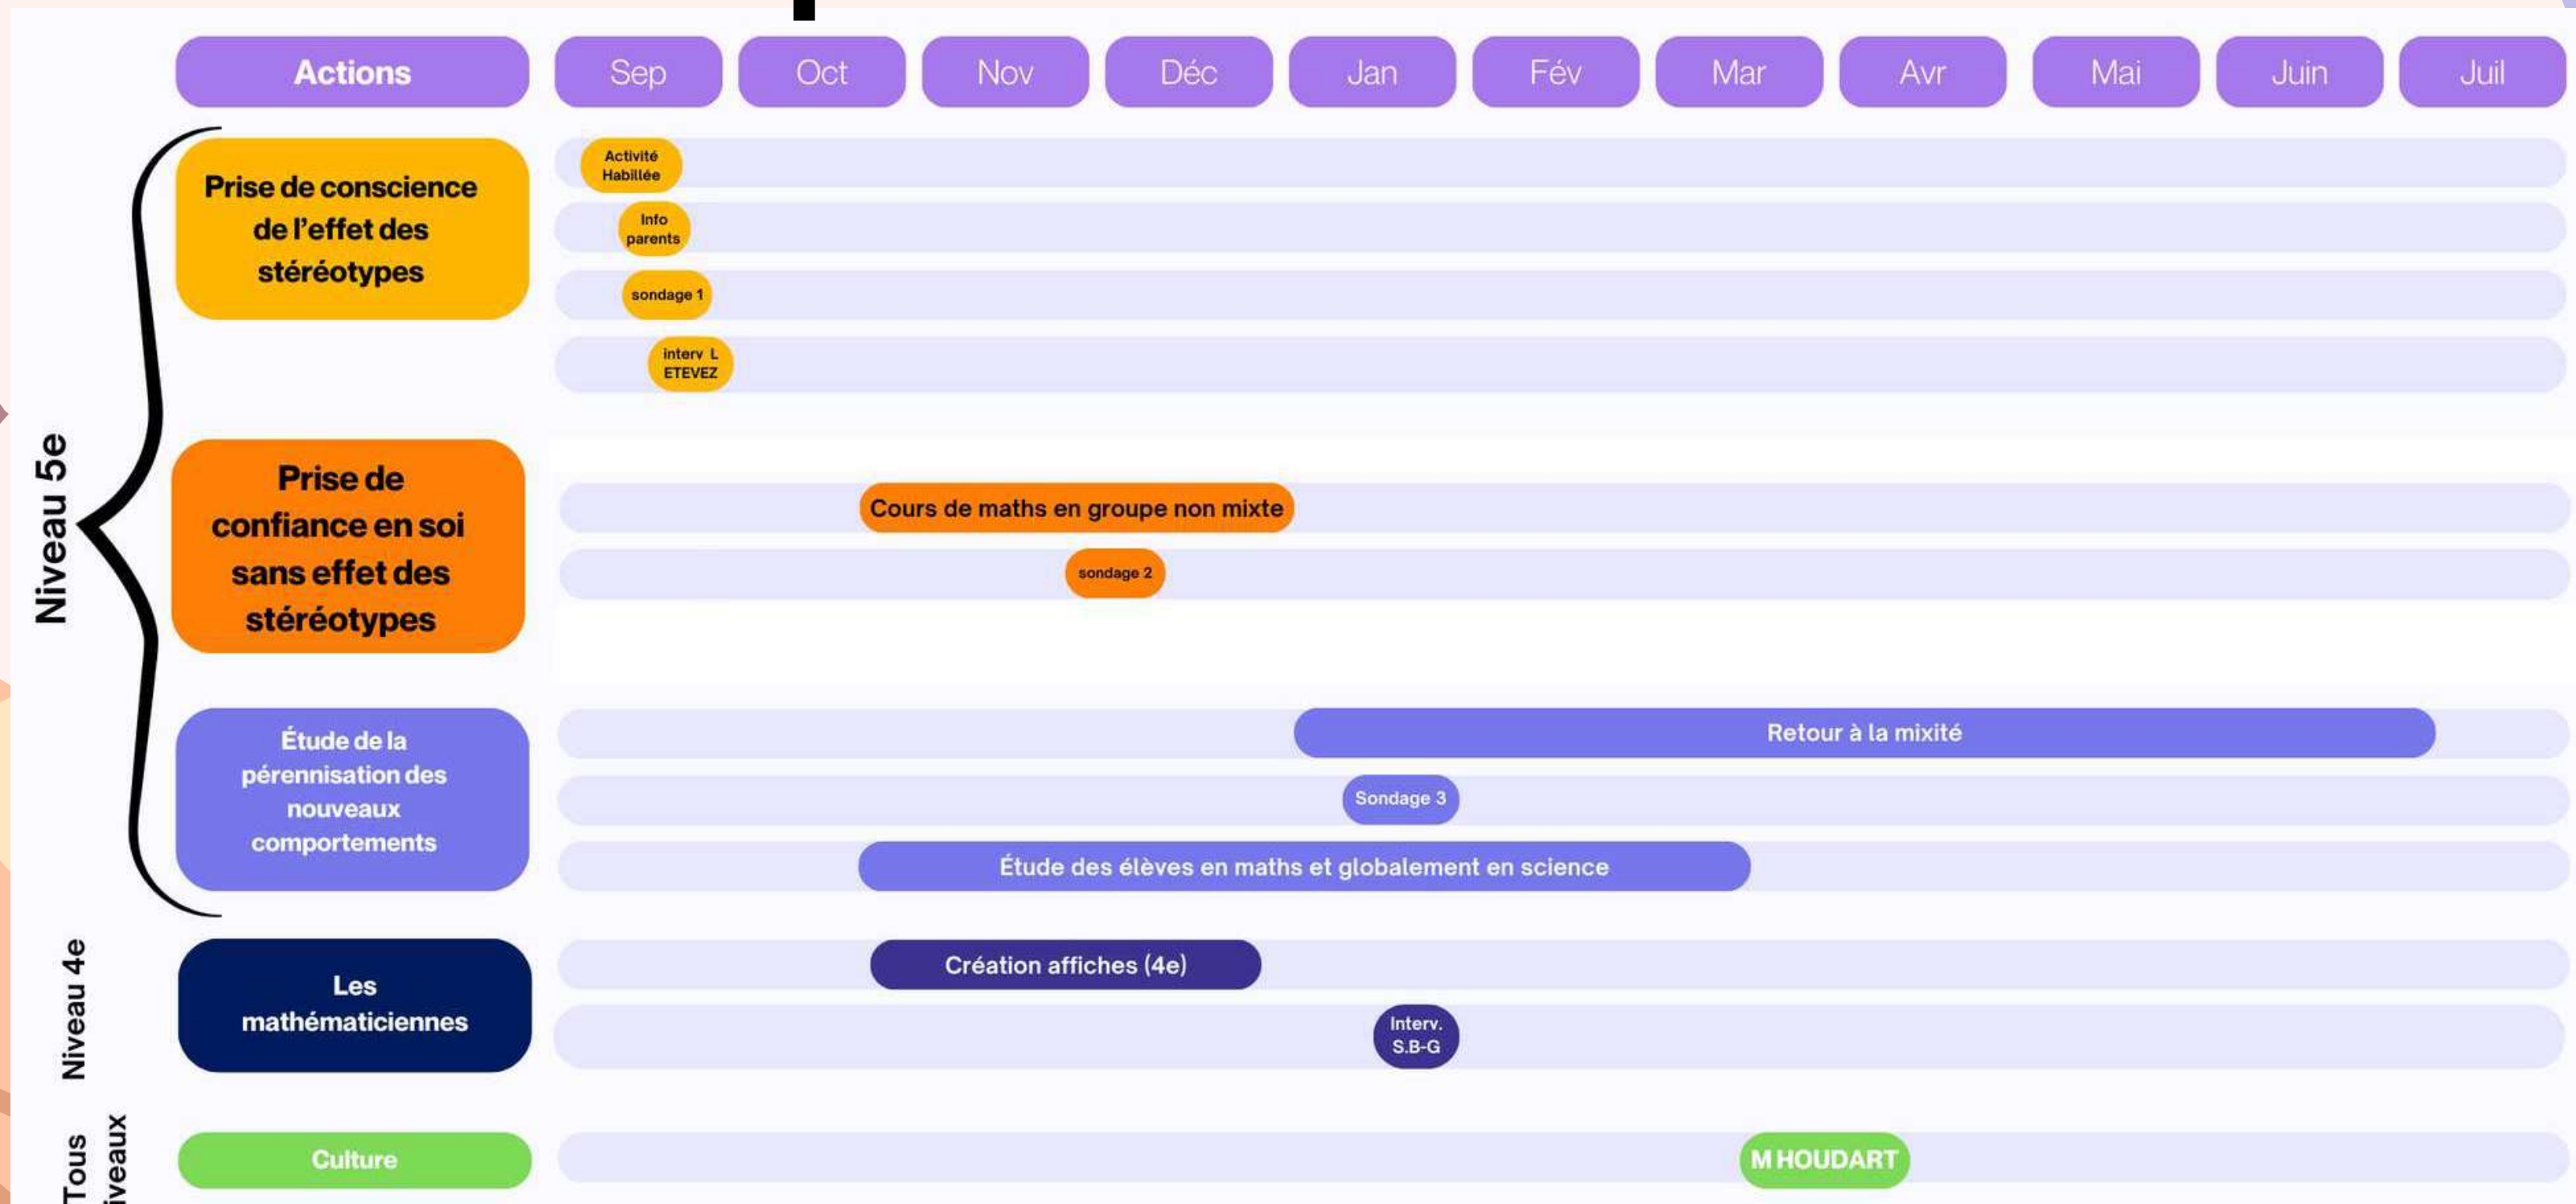 Actions
Sep
Oct
Nov
Déc
Jan
Fév
Mar
Avr
Mai
Juin
Juil
Niveau 5e
Prise de conscience
de l'effet des
stéréotypes
Activité
Habillée
Info
parents
sondage 1
interv L
ETEVEZ
Prise de
confiance en soi
sans effet des
stéréotypes
Cours de maths en groupe non mixte
sondage 2
Étude de la
pérennisation des
nouveaux
comportements
Retour à la mixité
Sondage 3
Étude des élèves en maths et globalement en science
Niveau 4e
Les
mathématiciennes
Création affiches (4e)
Interv.
S.B-G
Tous
iveaux
Culture
M HOUDART